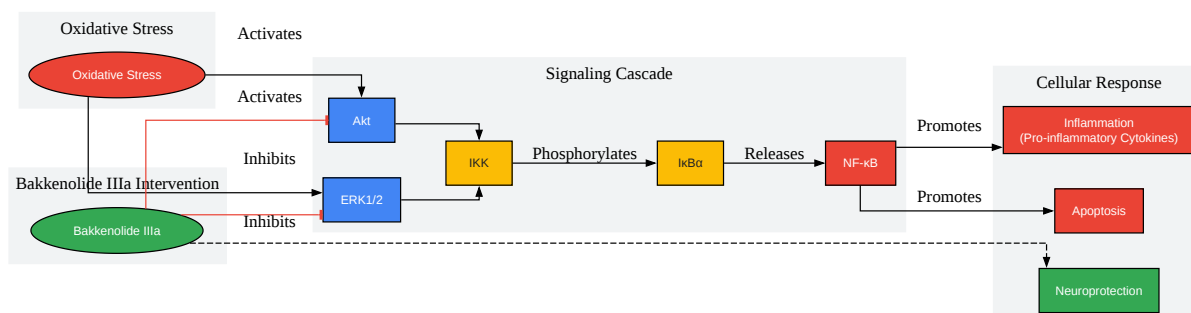 Oxidative Stress
Activates
Oxidative Stress
Signaling Cascade
Cellular Response
Activates
Akt
Inflammation
(Pro-inflammatory Cytokines)
Promotes
Inhibits
IKK
Phosphorylates
IκBα
Releases
NF-κB
Bakkenolide IIIa Intervention
ERK1/2
Promotes
Apoptosis
Inhibits
Bakkenolide IIIa
Neuroprotection